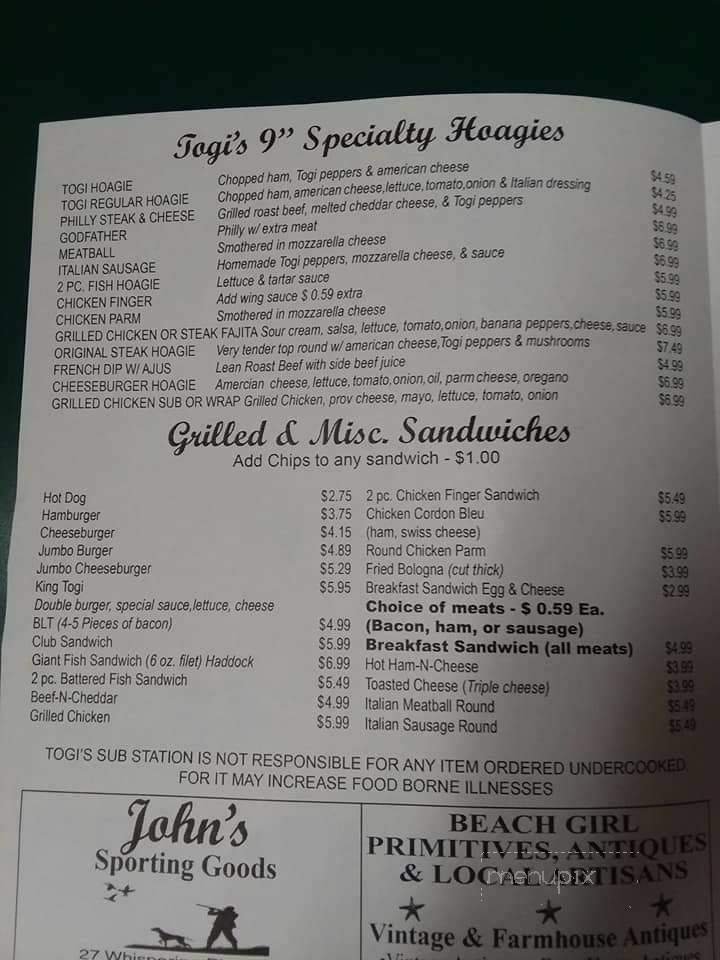 Togi's 9" Specialty Hoagies
TOGI HOAGIE Chopped ham, Togi peppers & american cheese $4.59
TOGI REGULAR HOAGIE Chopped ham, american cheese,lettuce,tomato,onion & Italian dressing $4.25
PHILLY STEAK & CHEESE Grilled roast beef, melted cheddar cheese, & Togi peppers $4.99
GODFATHER Philly w/ extra meat $6.99
MEATBALL Smothered in mozzarella cheese $6.99
ITALIAN SAUSAGE Homemade Togi peppers, mozzarella cheese, & sauce $6.99
2 PC. FISH HOAGIE Lettuce & tartar sauce $5.99
CHICKEN FINGER Add wing sauce $ 0.59 extra $5.99
CHICKEN PARM Smothered in mozzarella cheese $5.99
GRILLED CHICKEN OR STEAK FAJITA Sour cream, salsa, lettuce, tomato,onion, banana peppers,cheese, sauce $6.99
ORIGINAL STEAK HOAGIE Very tender top round w/ american cheese,Togi peppers & mushrooms $7.49
FRENCH DIP W/ AJUS Lean Roast Beef with side beef juice $4.99
CHEESEBURGER HOAGIE Amercian cheese, lettuce, tomato,onion, oil, parm cheese, oregano $6.99
GRILLED CHICKEN SUB OR WRAP Grilled Chicken, prov cheese, mayo, lettuce, tomato, onion $6.99
Grilled & Misc. Sandwiches
Add Chips to any sandwich - $1.00
Hot Dog $2.75
Hamburger $3.75
Cheeseburger $4.15
Jumbo Burger $4.89
Jumbo Cheeseburger $5.29
King Togi $5.95
Double burger, special sauce,lettuce, cheese
BLT (4-5 Pieces of bacon) $4.99
Club Sandwich $5.99
Giant Fish Sandwich (6 oz. filet) Haddock $6.99
2 pc. Battered Fish Sandwich $5.49
Beef-N-Cheddar $4.99
Grilled Chicken $5.99
2 pc. Chicken Finger Sandwich $5.49
Chicken Cordon Bleu $5.99
(ham, swiss cheese)
Round Chicken Parm $5.99
Fried Bologna (cut thick) $3.99
Breakfast Sandwich Egg & Cheese $2.99
Choice of meats - $ 0.59 Ea.
(Bacon, ham, or sausage)
Breakfast Sandwich (all meats) $4.99
Hot Ham-N-Cheese $3.99
Toasted Cheese (Triple cheese) $3.99
Italian Meatball Round $5.49
Italian Sausage Round $5.49
TOGI'S SUB STATION IS NOT RESPONSIBLE FOR ANY ITEM ORDERED UNDERCOOKED.
FOR IT MAY INCREASE FOOD BORNE ILLNESSES
John's
Sporting Goods
27
BEACH GIRL
PRIMITIVES, ANTIQUES
& LOCAL ARTISANS
menupix
Vintage & Farmhouse Antiques